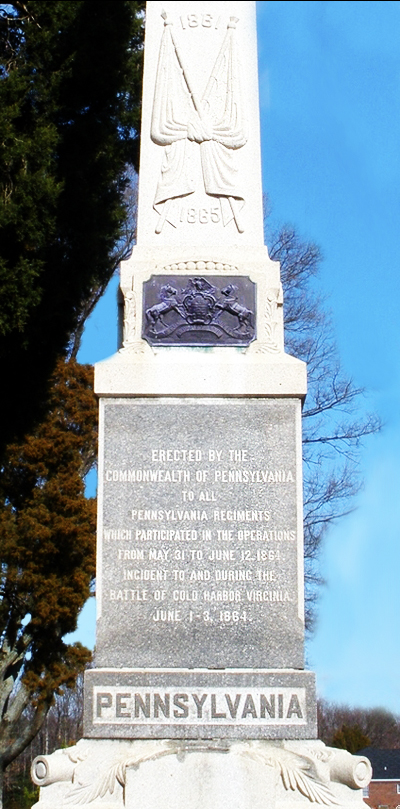 1861
1865
ERECTED BY THE
COMMONWEALTH OF PENNSYLVANIA
TO ALL
PENNSYLVANIA REGIMENTS
WHICH PARTICIPATED IN THE OPERATIONS
FROM MAY 31 TO JUNE 12, 1864.
INCIDENT TO AND DURING THE
BATTLE OF COLD HARBOR, VIRGINIA.
JUNE 1-3, 1864.
PENNSYLVANIA